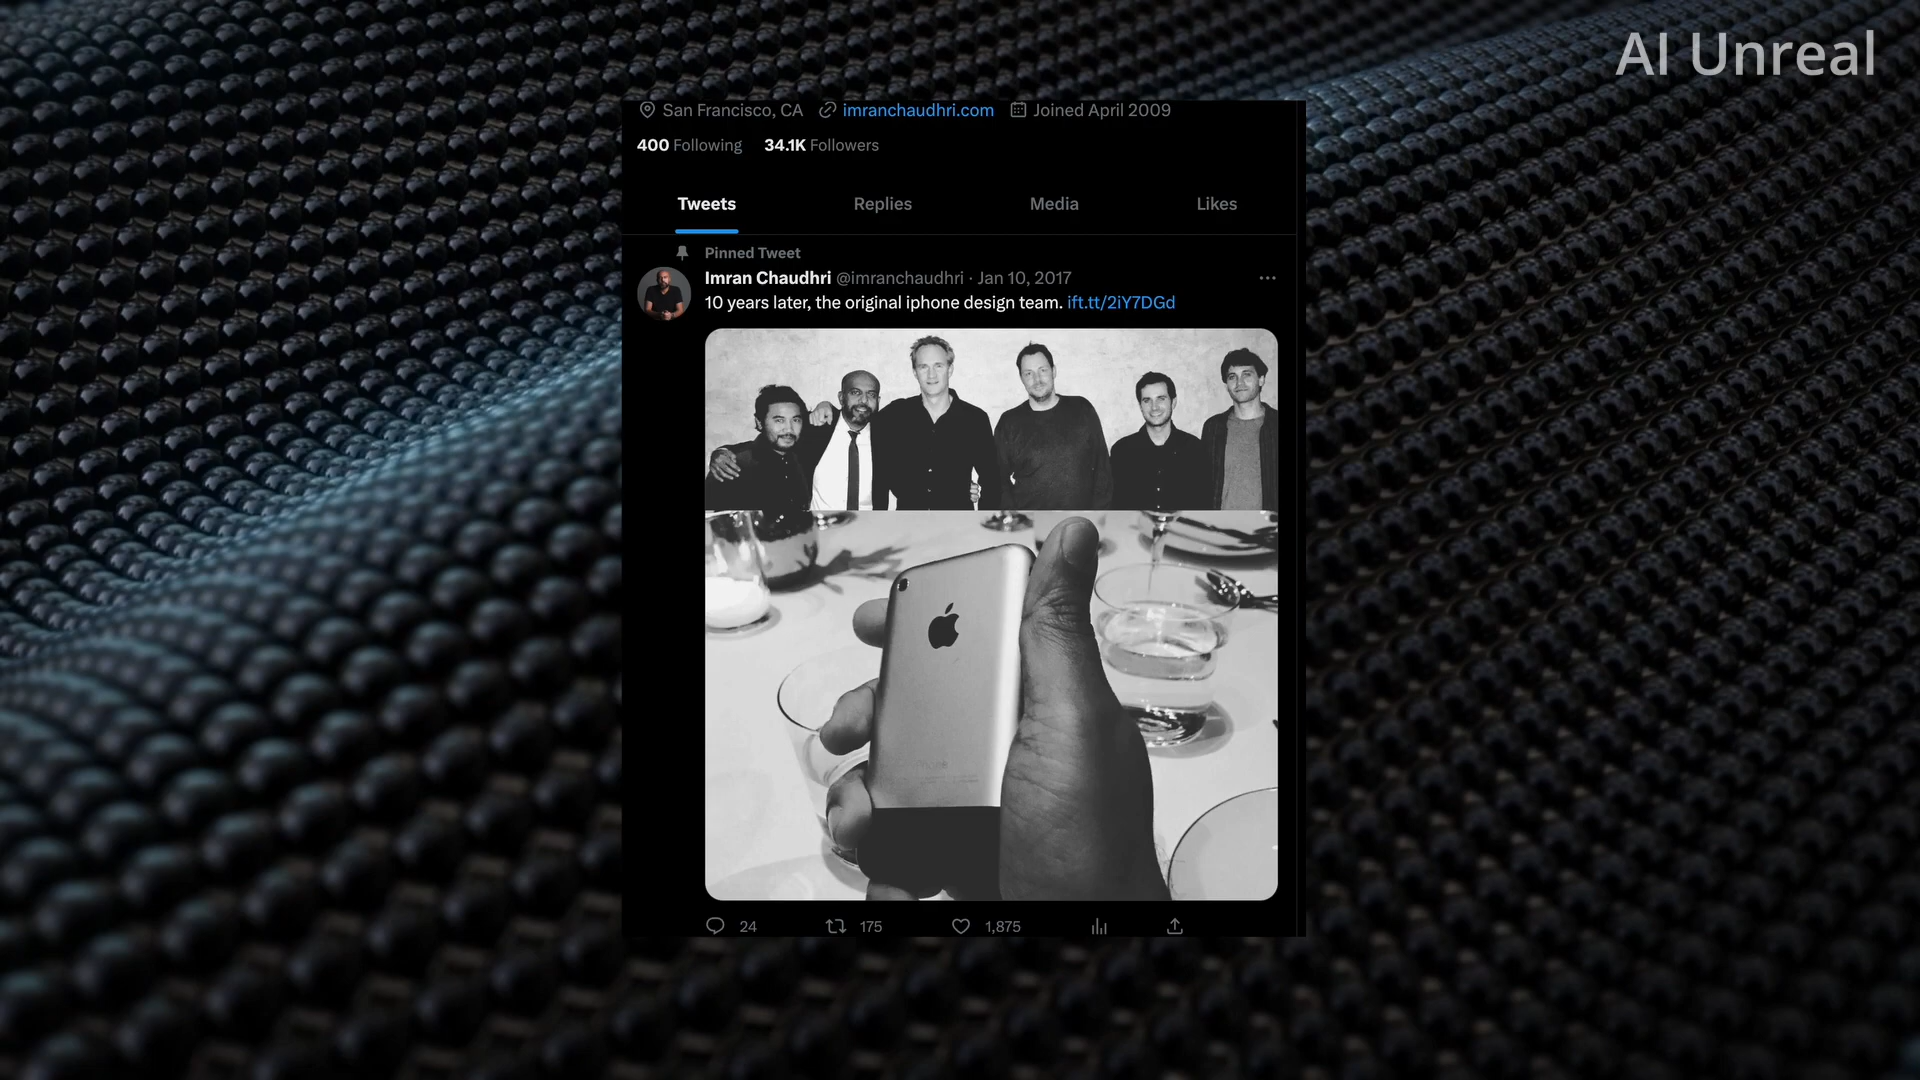 AI Unreal
San Francisco, CA imranchaudhri.com Joined April 2009
400 Following 34.1K Followers
Tweets Replies Media Likes
Pinned Tweet
Imran Chaudhri @imranchaudhri · Jan 10, 2017
10 years later, the original iphone design team. ift.tt/2iY7DGd
iPhone
24 175 1,875